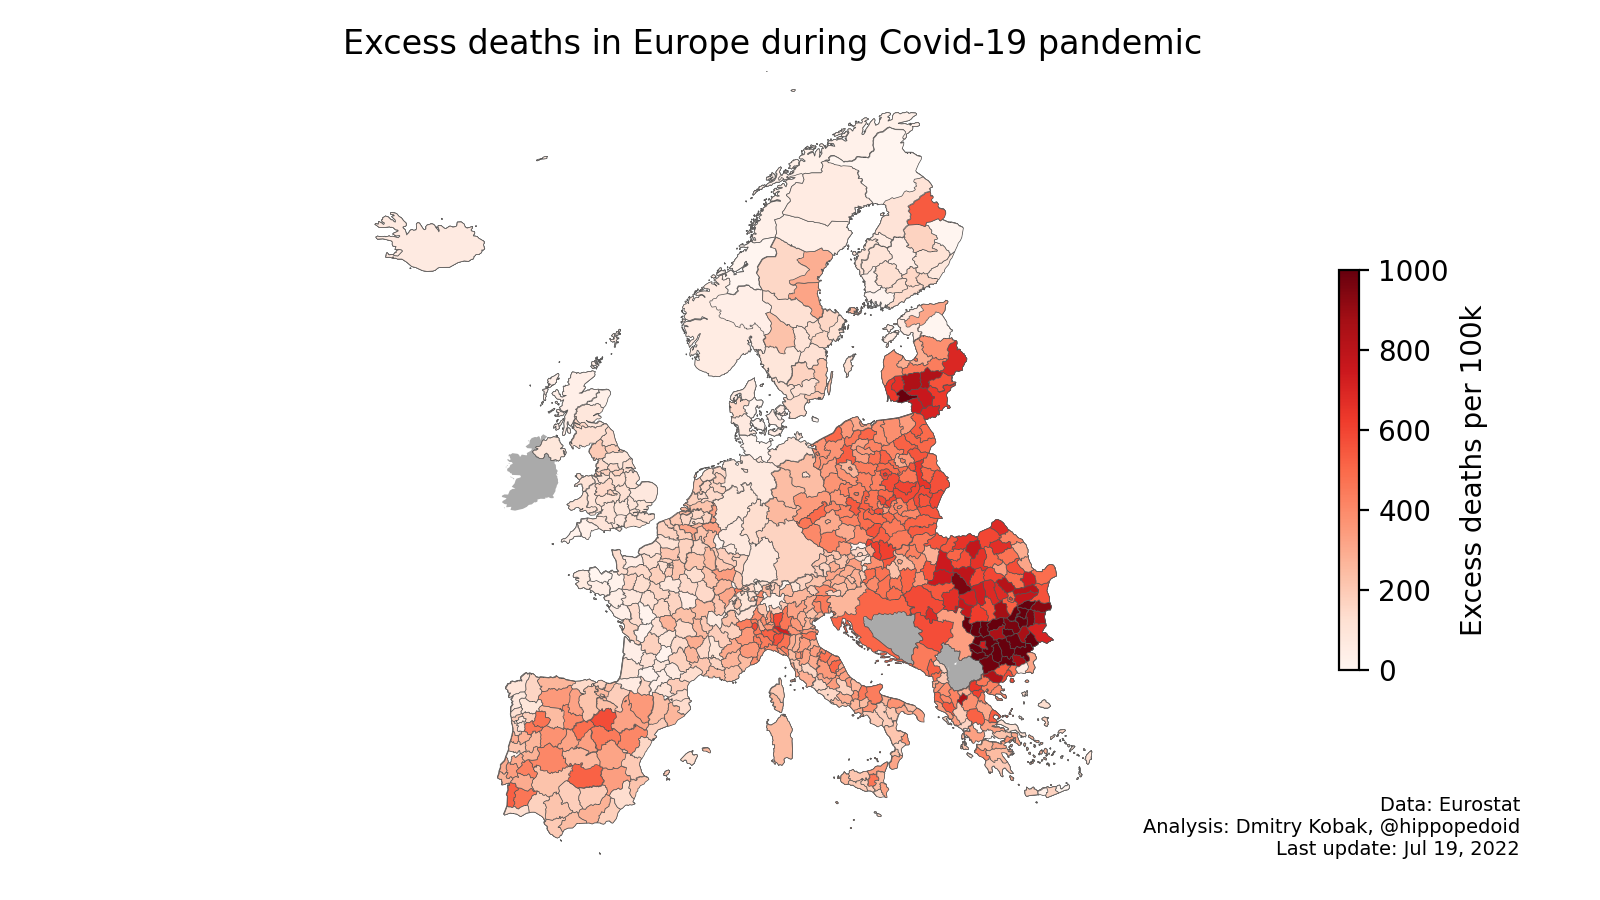 Excess deaths in Europe during Covid-19 pandemic
1000
800
600
400
200
0
Excess deaths per 100k
Data: Eurostat
Analysis: Dmitry Kobak, @hippopedoid
Last update: Jul 19, 2022